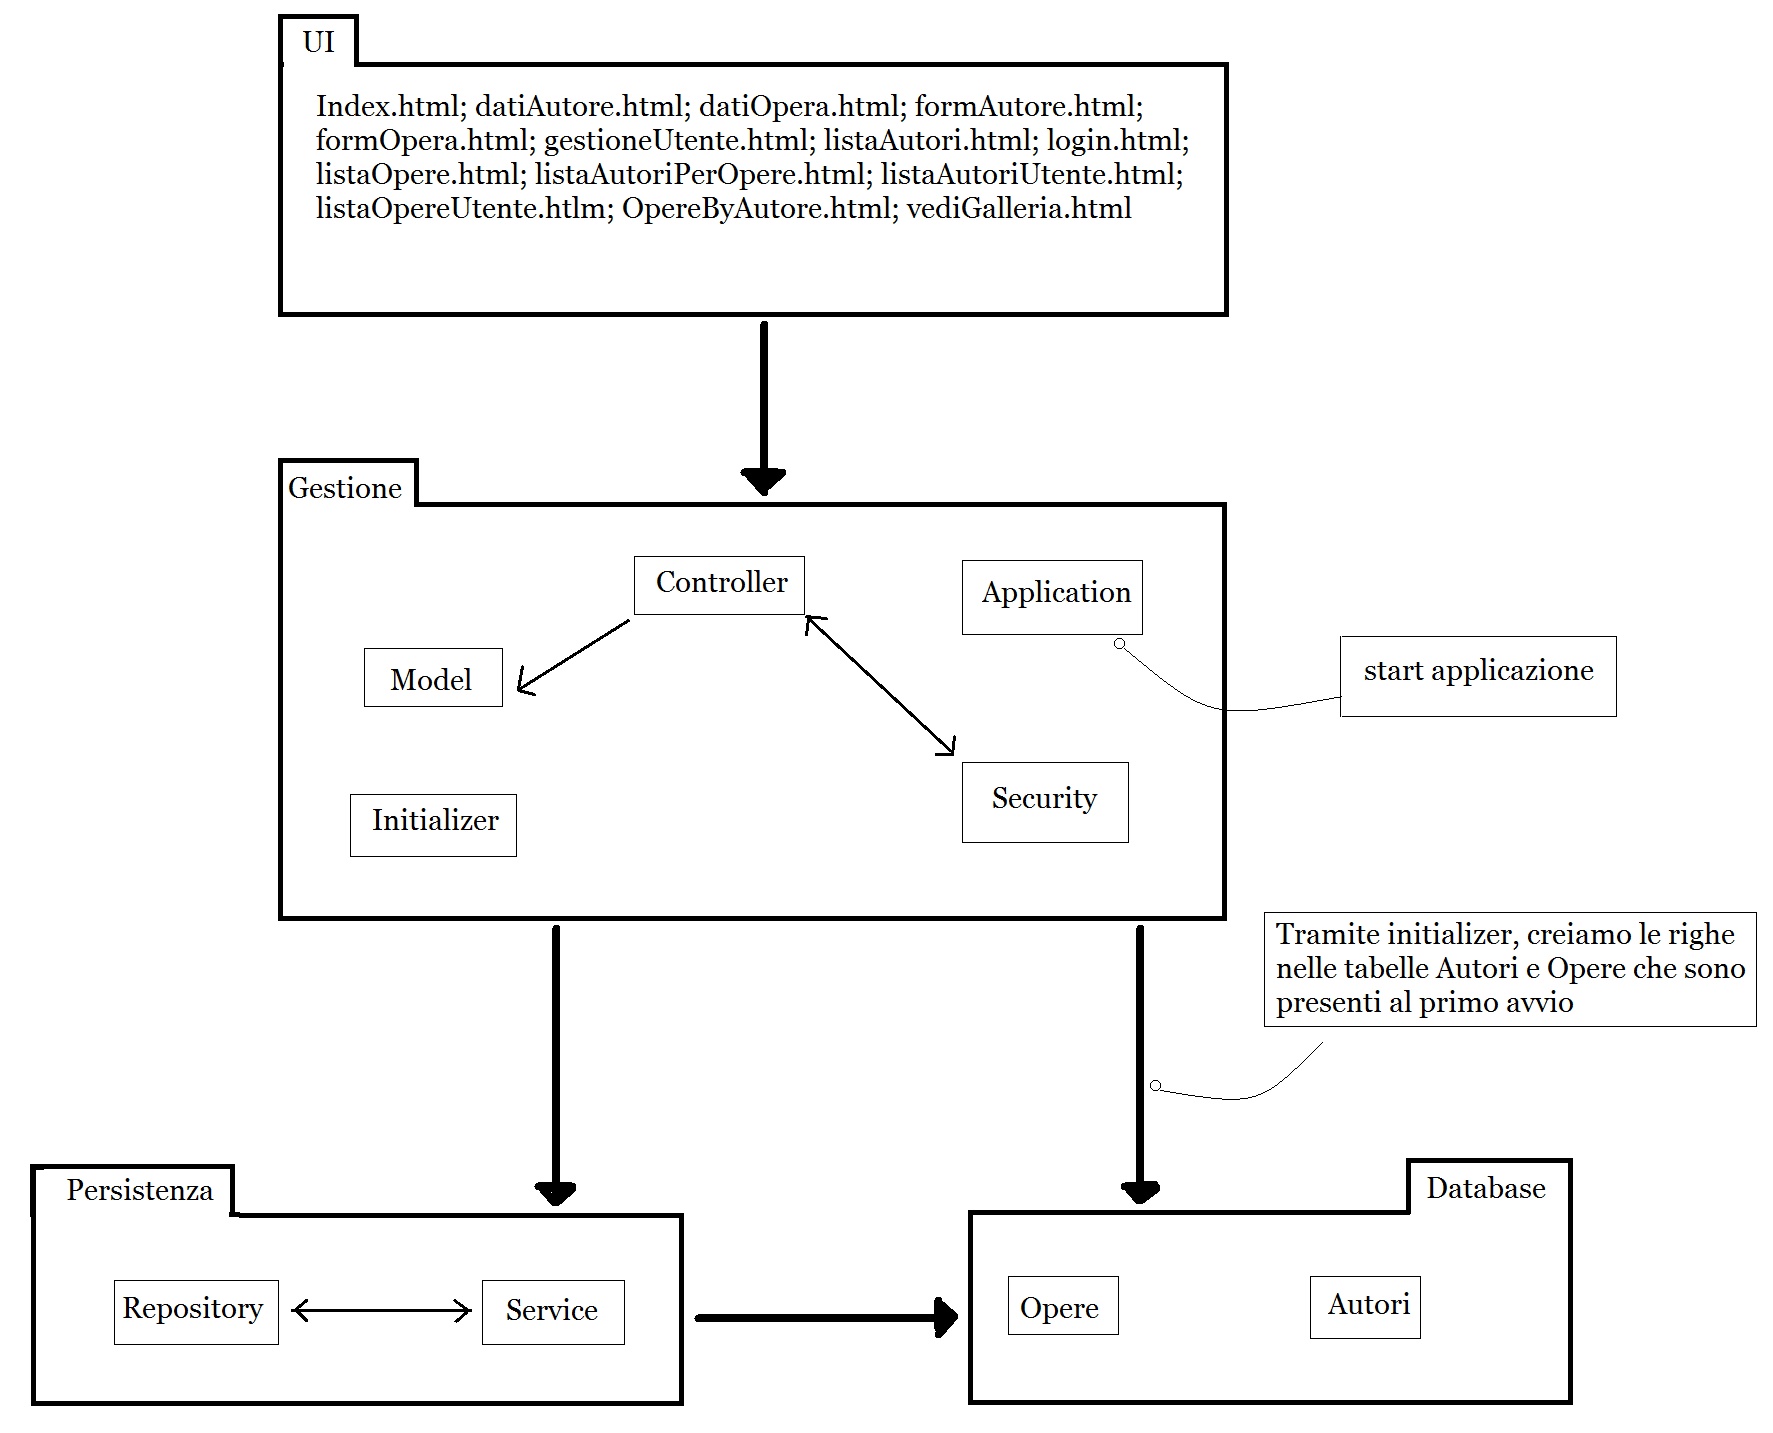 UI
Index.html; datiAutore.html; datiOpera.html; formAutore.html;
formOpera.html; gestioneUtente.html; listaAutori.html; login.html;
listaOpere.html; listaAutoriPerOpere.html; listaAutoriUtente.html;
listaOpereUtente.htlm; OpereByAutore.html; vediGalleria.html
Gestione
Controller
Application
Model
start applicazione
Initializer
Security
Tramite initializer, creiamo le righe
nelle tabelle Autori e Opere che sono
presenti al primo avvio
Persistenza
Database
Repository
Service
Opere
Autori